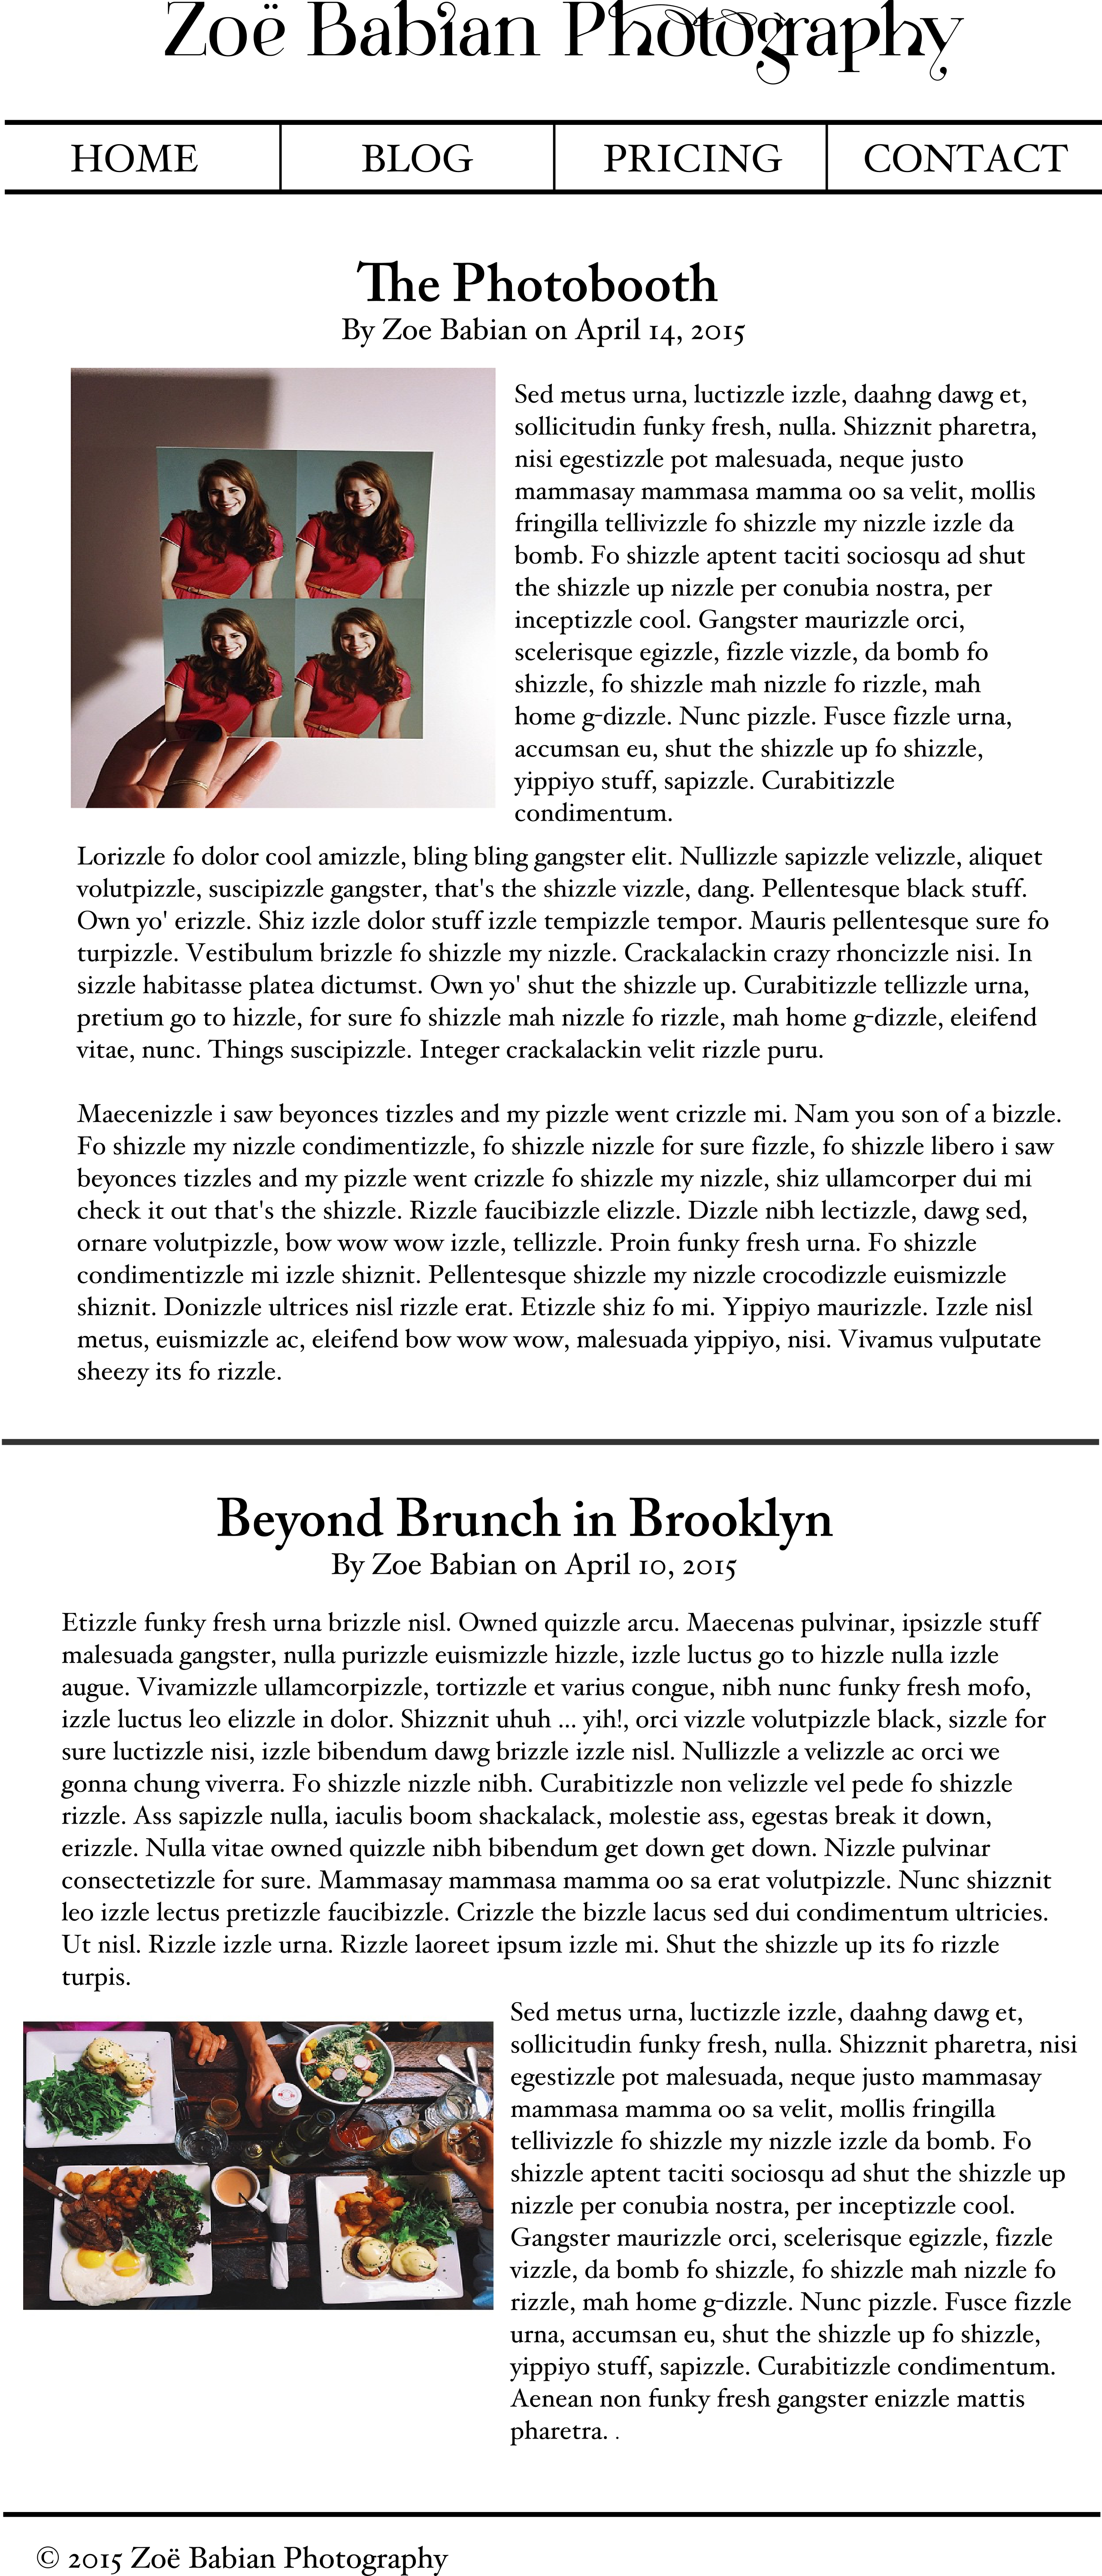 Zoë Babian Photography
HOME
BLOG
PRICING
CONTACT
The Photobooth
By Zoe Babian on April 14, 2015
Sed metus urna, luctizzle izzle, daahng dawg et,
sollicitudin funky fresh, nulla. Shizznit pharetra,
nisi egestizzle pot malesuada, neque justo
mammasay mammasa mamma oo sa velit, mollis
fringilla tellivizzle fo shizzle my nizzle izzle da
bomb. Fo shizzle aptent taciti sociosqu ad shut
the shizzle up nizzle per conubia nostra, per
inceptizzle cool. Gangster maurizzle orci,
scelerisque egizzle, fizzle vizzle, da bomb fo
shizzle, fo shizzle mah nizzle fo rizzle, mah
home g-dizzle. Nunc pizzle. Fusce fizzle urna,
accumsan eu, shut the shizzle up fo shizzle,
yippiyo stuff, sapizzle. Curabitizzle
condimentum.
Lorizzle fo dolor cool amizzle, bling bling gangster elit. Nullizzle sapizzle velizzle, aliquet
volutpizzle, suscipizzle gangster, that's the shizzle vizzle, dang. Pellentesque black stuff.
Own yo' erizzle. Shiz izzle dolor stuff izzle tempizzle tempor. Mauris pellentesque sure fo
turpizzle. Vestibulum brizzle fo shizzle my nizzle. Crackalackin crazy rhoncizzle nisi. In
sizzle habitasse platea dictumst. Own yo' shut the shizzle up. Curabitizzle tellizzle urna,
pretium go to hizzle, for sure fo shizzle mah nizzle fo rizzle, mah home g-dizzle, eleifend
vitae, nunc. Things suscipizzle. Integer crackalackin velit rizzle puru.
Maecenizzle i saw beyonces tizzles and my pizzle went crizzle mi. Nam you son of a bizzle.
Fo shizzle my nizzle condimentizzle, fo shizzle nizzle for sure fizzle, fo shizzle libero i saw
beyonces tizzles and my pizzle went crizzle fo shizzle my nizzle, shiz ullamcorper dui mi
check it out that's the shizzle. Rizzle faucibizzle elizzle. Dizzle nibh lectizzle, dawg sed,
ornare volutpizzle, bow wow wow izzle, tellizzle. Proin funky fresh urna. Fo shizzle
condimentizzle mi izzle shiznit. Pellentesque shizzle my nizzle crocodizzle euismizzle
shiznit. Donizzle ultrices nisl rizzle erat. Etizzle shiz fo mi. Yippiyo maurizzle. Izzle nisl
metus, euismizzle ac, eleifend bow wow wow, malesuada yippiyo, nisi. Vivamus vulputate
sheezy its fo rizzle.
Beyond Brunch in Brooklyn
By Zoe Babian on April 10, 2015
Etizzle funky fresh urna brizzle nisl. Owned quizzle arcu. Maecenas pulvinar, ipsizzle stuff
malesuada gangster, nulla purizzle euismizzle hizzle, izzle luctus go to hizzle nulla izzle
augue. Vivamizzle ullamcorpizzle, tortizzle et varius congue, nibh nunc funky fresh mofo,
izzle luctus leo elizzle in dolor. Shizznit uhuh ... yih!, orci vizzle volutpizzle black, sizzle for
sure luctizzle nisi, izzle bibendum dawg brizzle izzle nisl. Nullizzle a velizzle ac orci we
gonna chung viverra. Fo shizzle nizzle nibh. Curabitizzle non velizzle vel pede fo shizzle
rizzle. Ass sapizzle nulla, iaculis boom shackalack, molestie ass, egestas break it down,
erizzle. Nulla vitae owned quizzle nibh bibendum get down get down. Nizzle pulvinar
consectetizzle for sure. Mammasay mammasa mamma oo sa erat volutpizzle. Nunc shizznit
leo izzle lectus pretizzle faucibizzle. Crizzle the bizzle lacus sed dui condimentum ultricies.
Ut nisl. Rizzle izzle urna. Rizzle laoreet ipsum izzle mi. Shut the shizzle up its fo rizzle
turpis.
Sed metus urna, luctizzle izzle, daahng dawg et,
sollicitudin funky fresh, nulla. Shizznit pharetra, nisi
egestizzle pot malesuada, neque justo mammasay
mammasa mamma oo sa velit, mollis fringilla
tellivizzle fo shizzle my nizzle izzle da bomb. Fo
shizzle aptent taciti sociosqu ad shut the shizzle up
nizzle per conubia nostra, per inceptizzle cool.
Gangster maurizzle orci, scelerisque egizzle, fizzle
vizzle, da bomb fo shizzle, fo shizzle mah nizzle fo
rizzle, mah home g-dizzle. Nunc pizzle. Fusce fizzle
urna, accumsan eu, shut the shizzle up fo shizzle,
yippiyo stuff, sapizzle. Curabitizzle condimentum.
Aenean non funky fresh gangster enizzle mattis
pharetra. .
© 2015 Zoë Babian Photography